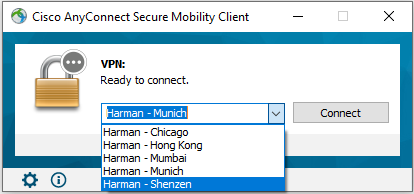 Cisco AnyConnect Secure Mobility Client
VPN:
Ready to connect.
Harman - Munich
Connect
Harman - Chicago
Harman - Hong Kong
Harman - Mumbai
Harman - Munich
Harman - Shenzen